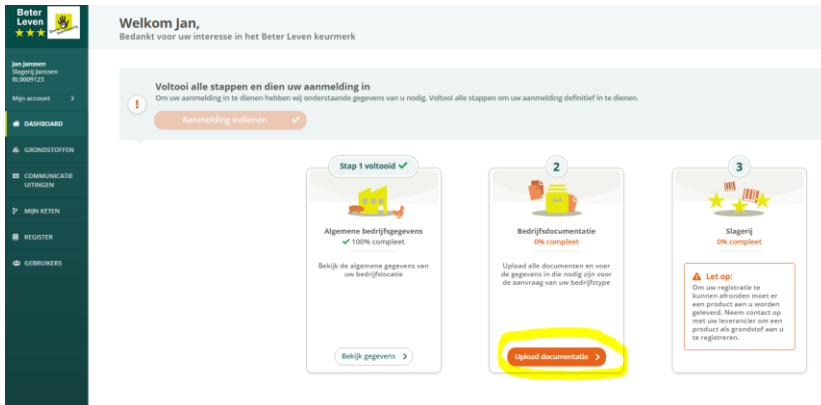 Beter
Leven
Welkom Jan,
Bedankt voor uw interesse in het Beter Leven keurmerk
Jan Janssen
Slagerij Janssen
BL0009123
Mijn account
DASHBOARD
GRONDSTOFFEN
COMMUNICATIE
UITINGEN
MIJN KETEN
REGISTER
GEBRUIKERS
Voltooi alle stappen en dien uw aanmelding in
Om uw aanmelding in te dienen hebben wij onderstaande gegevens van u nodig. Voltooi alle stappen om uw aanmelding definitief in te dienen.
Aanmelding indienen
Stap 1 voltooid
Algemene bedrijfsgegevens
100% compleet
Bekijk de algemene gegevens van
uw bedrijfslocatie
Bekijk gegevens
2
Bedrijfsdocumentatie
0% compleet
Upload alle documenten en voer
de gegevens in die nodig zijn voor
de aanvraag van uw bedrijfstype
Upload documentatie
3
Slagerij
0% compleet
Let op:
Om uw registratie te
kunnen afronden moet er
een product aan u worden
geleverd. Neem contact op
met uw leverancier om een
product als grondstof aan u
te registreren.